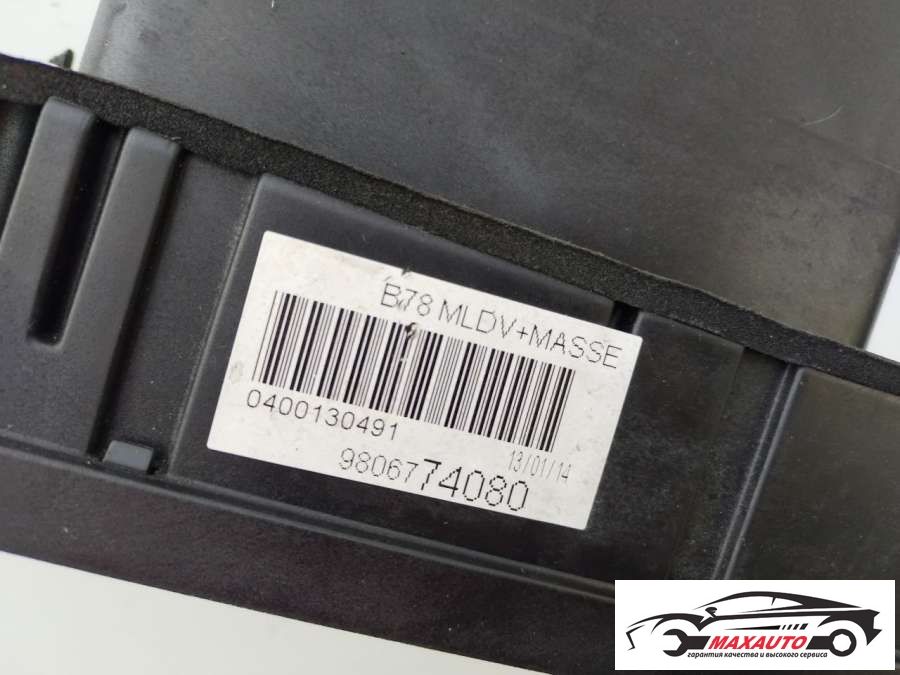 B78 MLDV+MASSE
0400130491
13/01/14
9806774080
MAXAUTO
гарантия качества и высокого сервиса